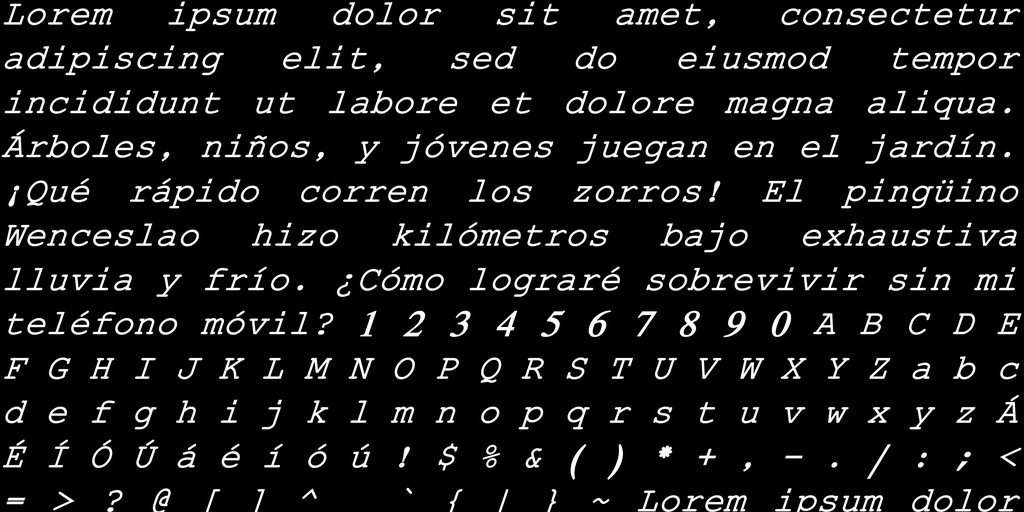 Lorem ipsum dolor sit amet, consectetur
adipiscing elit, sed do eiusmod tempor
incididunt ut labore et dolore magna aliqua.
Árboles, niños, y jóvenes juegan en el jardín.
¡Qué rápido corren los zorros! El pingüino
Wenceslao hizo kilómetros bajo exhaustiva
lluvia y frío. ¿Cómo lograré sobrevivir sin mi
teléfono móvil? 1 2 3 4 5 6 7 8 9 0 A B C D E
F G H I J K L M N O P Q R S T U V W X Y Z a b c
d e f g h i j k l m n o p q r s t u v w x y z Á
É Í Ó Ú á é í ó ú ! $ % & ( ) * + , - . / : ; <
= > ? @ [ ] ^ _ ` { | } ~ Lorem ipsum dolor